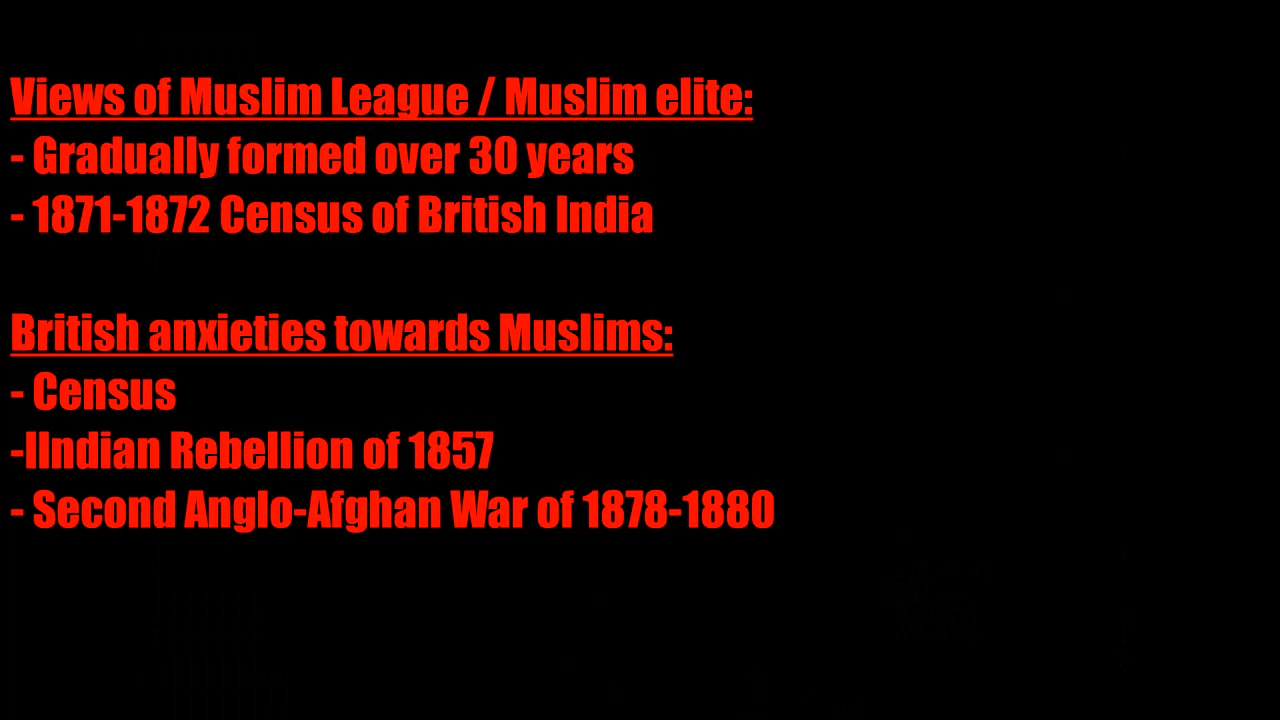 Views of Muslim League / Muslim elite:
- Gradually formed over 30 years
- 1871-1872 Census of British India
British anxieties towards Muslims:
- Census
-IIndian Rebellion of 1857
- Second Anglo-Afghan War of 1878-1880